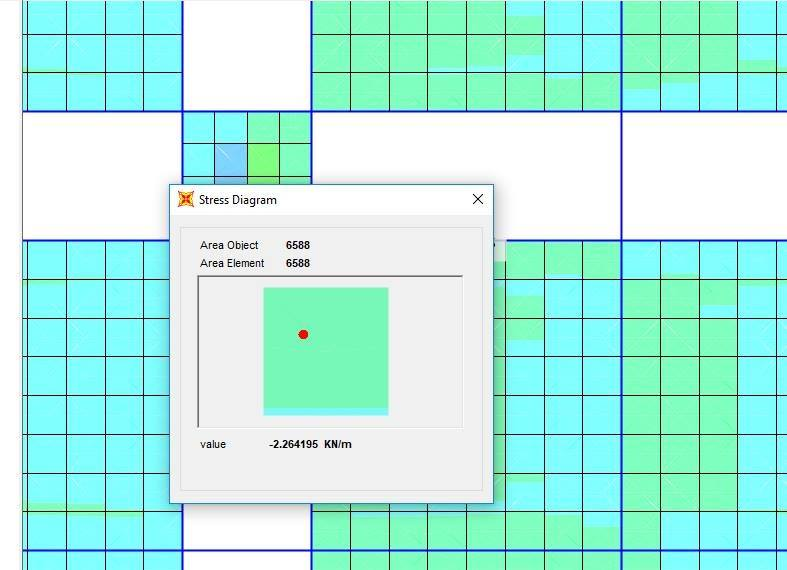 Stress Diagram
Area Object 6588
Area Element 6588
value -2.264195 KN/m